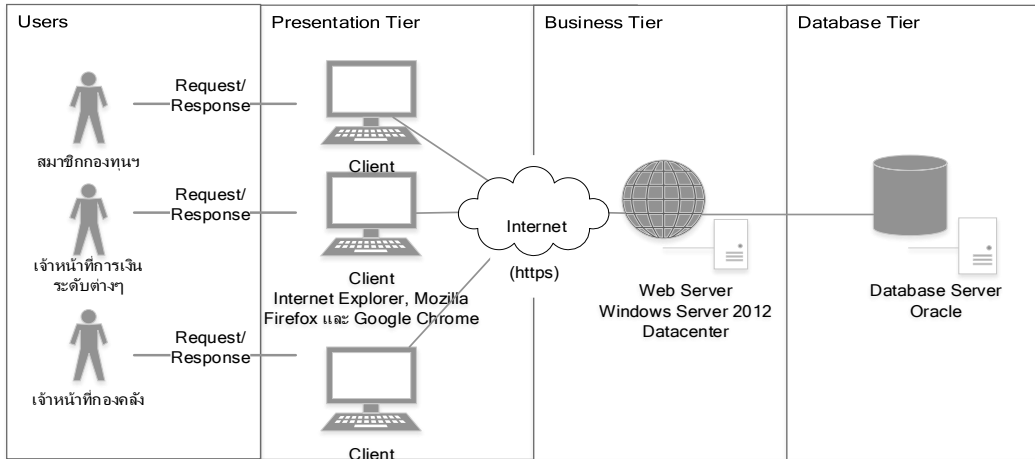 Users
Presentation Tier
Business Tier
Database Tier
Request/
Response
Client
สมาชิกกองทุนฯ
Request/
Response
Internet
เจ้าหน้าที่การเงิน
ระดับต่างๆ
Client
Internet Explorer, Mozilla
Firefox และ Google Chrome
(https)
Web Server
Windows Server 2012
Datacenter
Database Server
Oracle
Request/
Response
เจ้าหน้าที่กองคลัง
Client